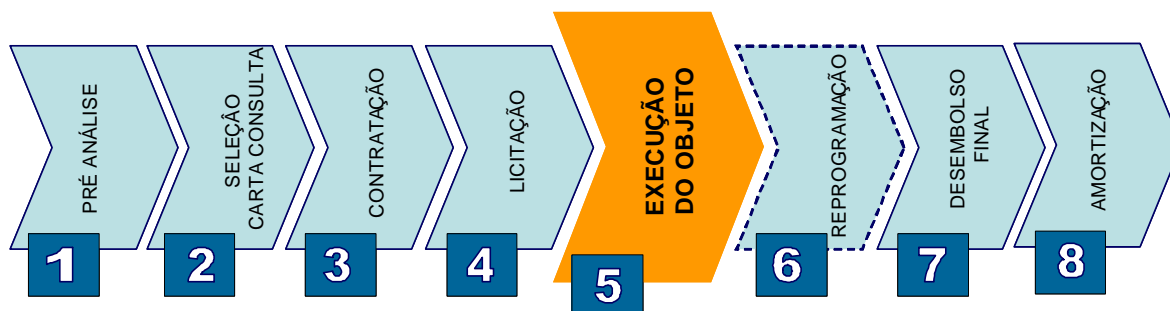 PRÉ ANÁLISE
1
SELEÇÂO
CARTA CONSULTA
2
CONTRATAÇÃO
3
LICITAÇÃO
4
EXECUÇÃO
DO OBJETO
5
REPROGRAMAÇÃO
6
DESEMBOLSO
FINAL
7
AMORTIZAÇÃO
8